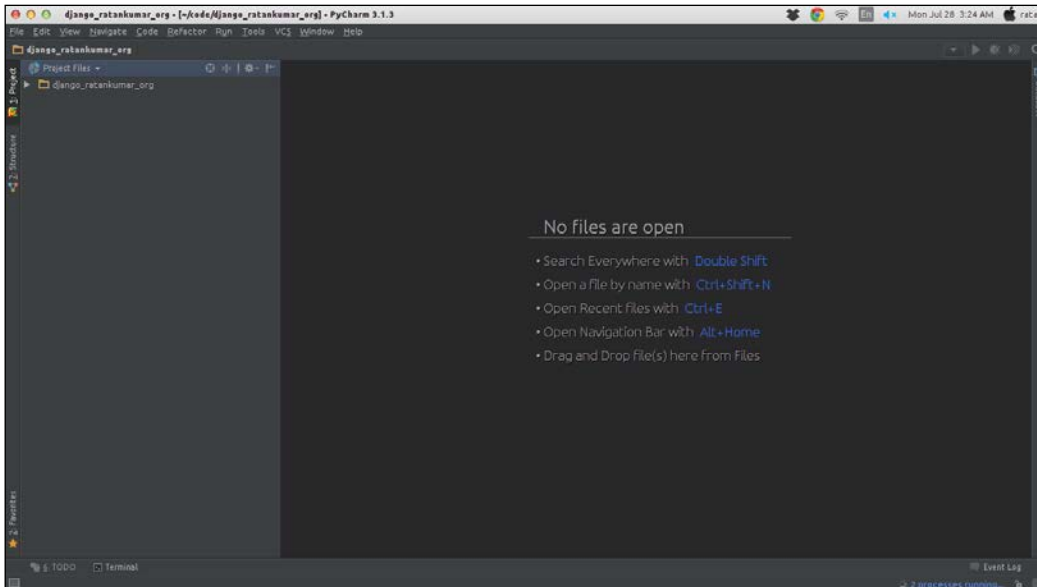 django_ratankumar_org - [~/code/django_ratankumar_org] - PyCharm 3.1.3
En
Mon Jul 28 3:24 AM
rata
File Edit View Navigate Code Refactor Run Tools VCS Window Help
django_ratankumar_org
1: Project
Project Files
django_ratankumar_org
2: Structure
No files are open
• Search Everywhere with Double Shift
• Open a file by name with Ctrl+Shift+N
• Open Recent files with Ctrl+E
• Open Navigation Bar with Alt+Home
• Drag and Drop file(s) here from Files
2: Favorites
6: TODO
Terminal
Event Log
2 processes running...